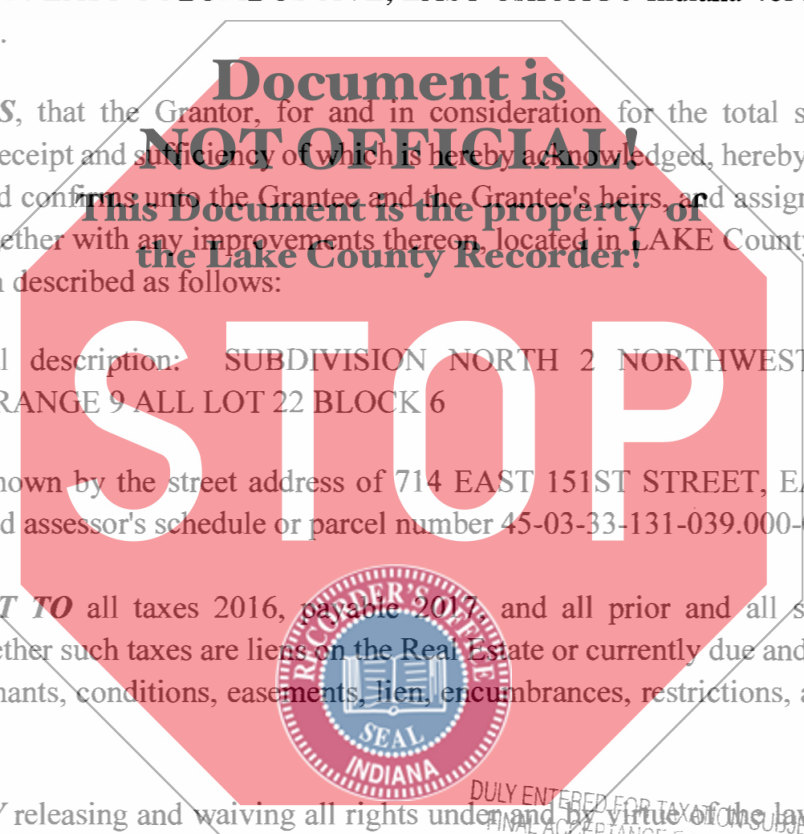 Document is
S, that the Grantor, for and in consideration for the total s
NOT OFFICIAL!
eceipt and sufficiency of which is hereby acknowledged, hereby
This Document is the property of
d confirms unto the Grantee and the Grantee's heirs, and assign
ether with any improvements thereon, located in LAKE County
the Lake County Recorder!
described as follows:
l description: SUBDIVISION NORTH 2 NORTHWEST
RANGE 9 ALL LOT 22 BLOCK 6
STOP
nown by the street address of 714 EAST 151ST STREET, EA
d assessor's schedule or parcel number 45-03-33-131-039.000-
T TO all taxes 2016, payable 2017, and all prior and all s
ether such taxes are liens on the Real Estate or currently due and
nants, conditions, easements, lien, encumbrances, restrictions, a
RECORDER'S OFFICE
SEAL
INDIANA
DULY ENTERED FOR TAXATION SUBJ
releasing and waiving all rights under and by virtue of the law